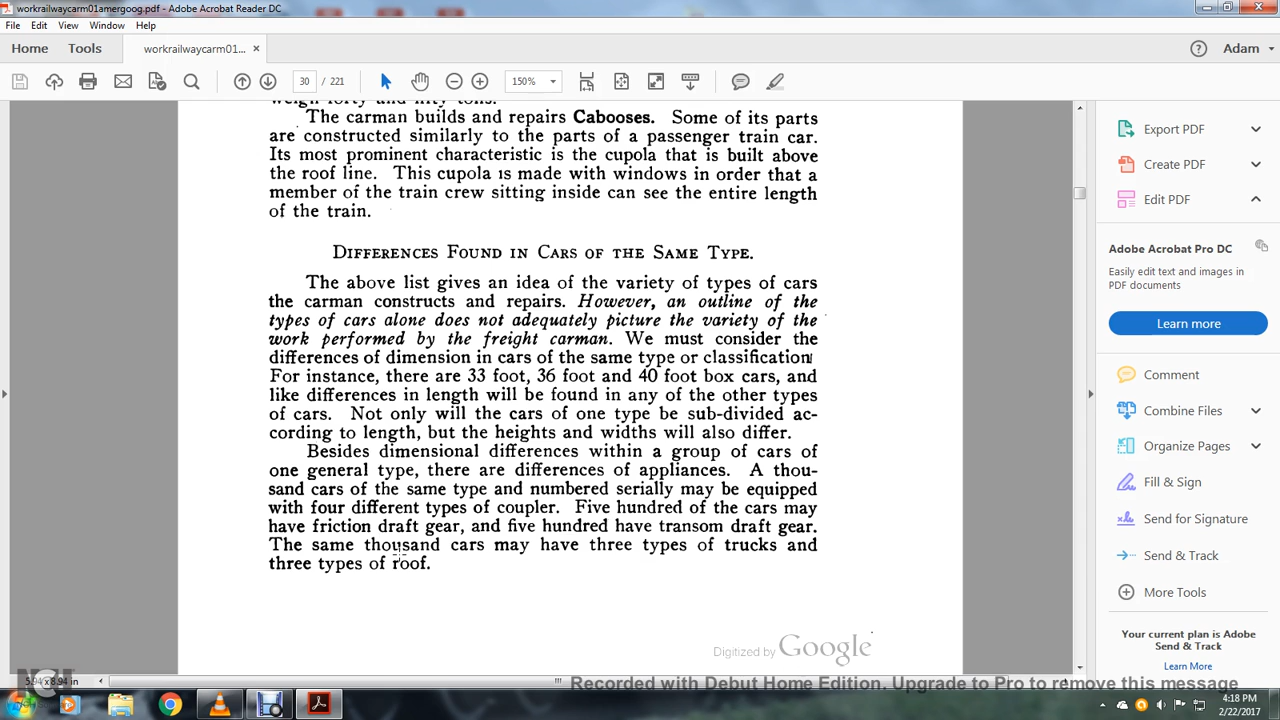 workrailwaycarm01amergoog.pdf - Adobe Acrobat Reader DC
File Edit View Window Help
Home Tools workrailwaycarm01... × Adam
30 / 221 150%
weigh forty and fifty tons.
The carman builds and repairs Cabooses. Some of its parts
are constructed similarly to the parts of a passenger train car.
Its most prominent characteristic is the cupola that is built above
the roof line. This cupola is made with windows in order that a
member of the train crew sitting inside can see the entire length
of the train.
Differences Found in Cars of the Same Type.
The above list gives an idea of the variety of types of cars
the carman constructs and repairs. However, an outline of the
types of cars alone does not adequately picture the variety of the
work performed by the freight carman. We must consider the
differences of dimension in cars of the same type or classification
For instance, there are 33 foot, 36 foot and 40 foot box cars, and
like differences in length will be found in any of the other types
of cars. Not only will the cars of one type be sub-divided ac-
cording to length, but the heights and widths will also differ.
Besides dimensional differences within a group of cars of
one general type, there are differences of appliances. A thou-
sand cars of the same type and numbered serially may be equipped
with four different types of coupler. Five hundred of the cars may
have friction draft gear, and five hundred have transom draft gear.
The same thousand cars may have three types of trucks and
three types of roof.
Digitized by Google
5.94 x 8.94 in
Export PDF
Create PDF
Edit PDF
Adobe Acrobat Pro DC
Easily edit text and images in
PDF documents
Learn more
Comment
Combine Files
Organize Pages
Fill & Sign
Send for Signature
Send & Track
More Tools
Your current plan is Adobe
Send & Track
Learn More
Recorded with Debut Home Edition. Upgrade to Pro to remove this message
NCH
4:18 PM
2/22/2017